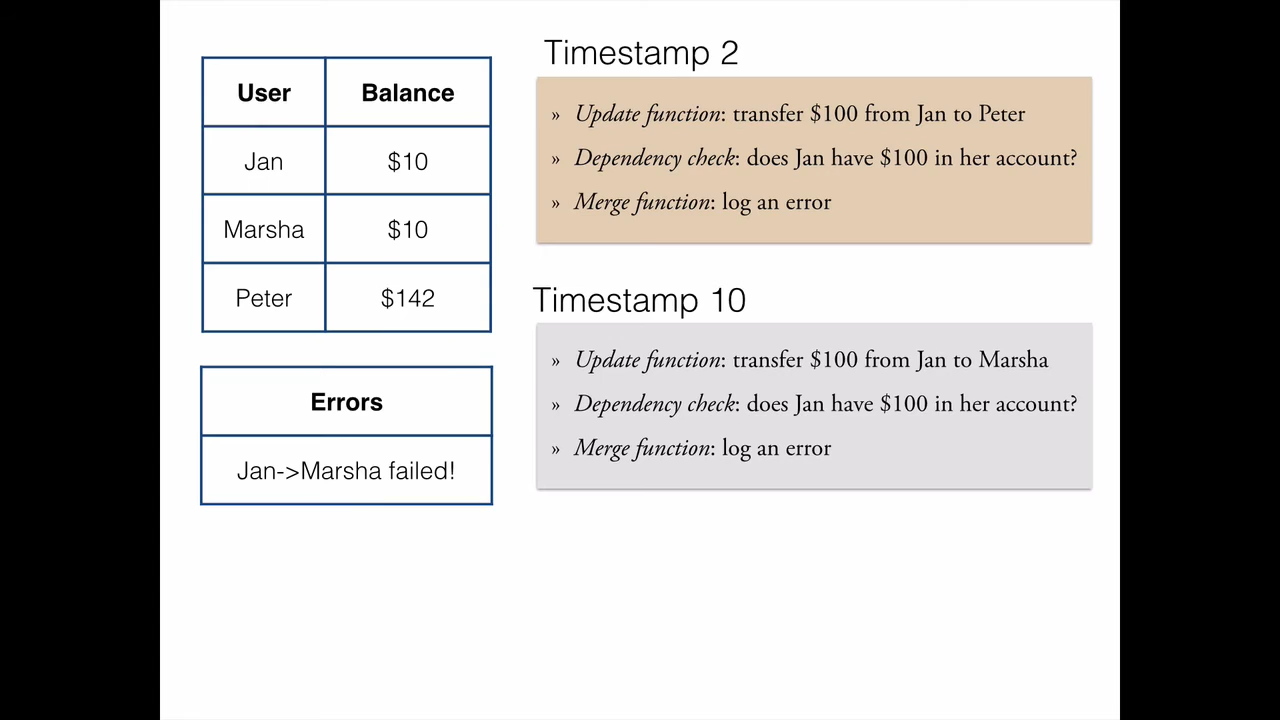 User Balance
Jan $10
Marsha $10
Peter $142
Errors
Jan->Marsha failed!
Timestamp 2
» Update function: transfer $100 from Jan to Peter
» Dependency check: does Jan have $100 in her account?
» Merge function: log an error
Timestamp 10
» Update function: transfer $100 from Jan to Marsha
» Dependency check: does Jan have $100 in her account?
» Merge function: log an error